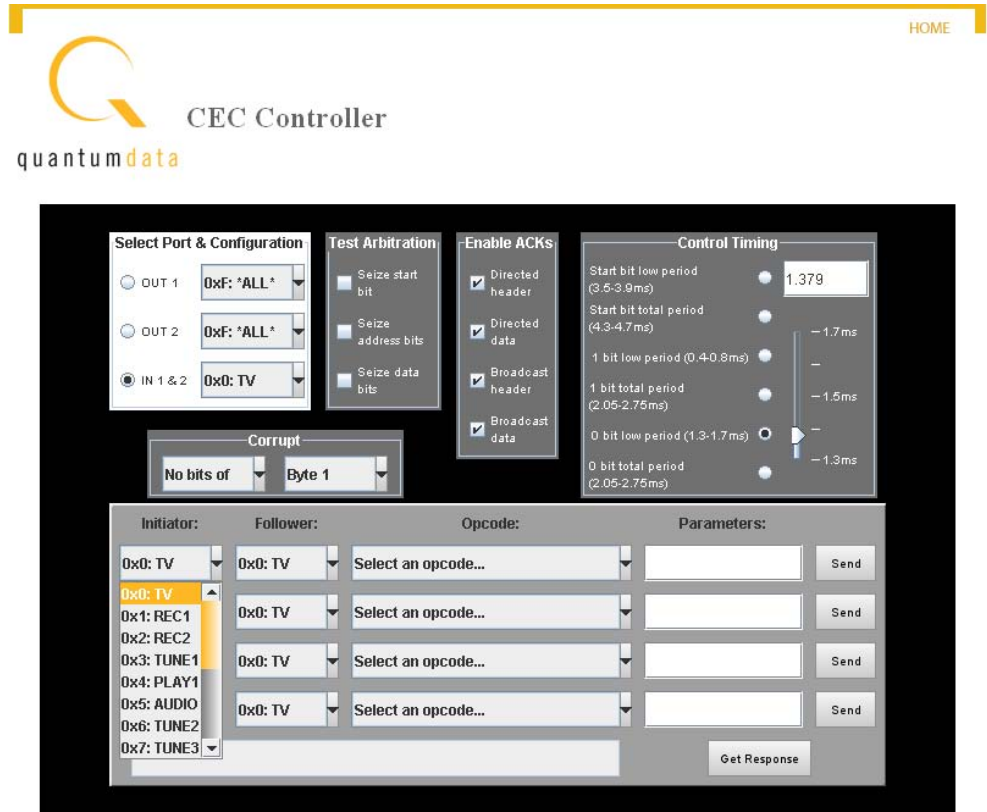 HOME
CEC Controller
quantumdata
Select Port & Configuration
OUT 1
0xF: *ALL*
OUT 2
0xF: *ALL*
IN 1 & 2
0x0: TV
Test Arbitration
Seize start
bit
Seize
address bits
Seize data
bits
Enable ACKs
Directed
header
Directed
data
Broadcast
header
Broadcast
data
Control Timing
Start bit low period
(3.5-3.9ms)
1.379
Start bit total period
(4.3-4.7ms)
1 bit low period (0.4-0.8ms)
1 bit total period
(2.05-2.75ms)
0 bit low period (1.3-1.7ms)
0 bit total period
(2.05-2.75ms)
1.7ms
1.5ms
1.3ms
Corrupt
No bits of
Byte 1
Initiator: Follower: Opcode: Parameters:
0x0: TV 0x0: TV Select an opcode... Send
0x0: TV
0x1: REC1
0x2: REC2
0x3: TUNE1
0x4: PLAY1
0x5: AUDIO
0x6: TUNE2
0x7: TUNE3
0x0: TV Select an opcode... Send
0x0: TV Select an opcode... Send
0x0: TV Select an opcode... Send
Get Response